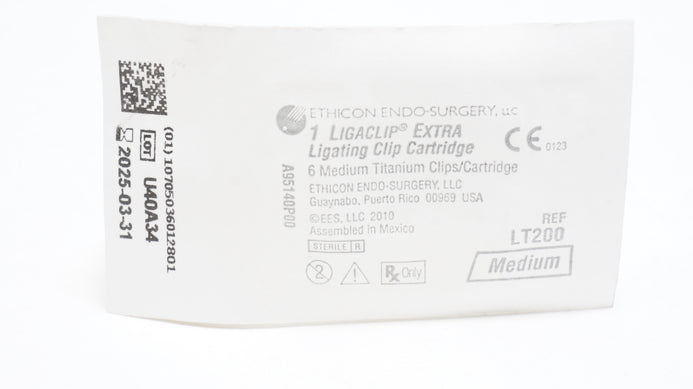 (01) 10705036012801
LOT U40A34
2025-03-31
ETHICON ENDO-SURGERY, LLC
1 LIGACLIP® EXTRA
Ligating Clip Cartridge
CE 0123
6 Medium Titanium Clips/Cartridge
ETHICON ENDO-SURGERY, LLC
Guaynabo, Puerto Rico 00969 USA
©EES, LLC 2010
Assembled in Mexico
STERILE R
2
Rx Only
A95140P00
REF
LT200
Medium